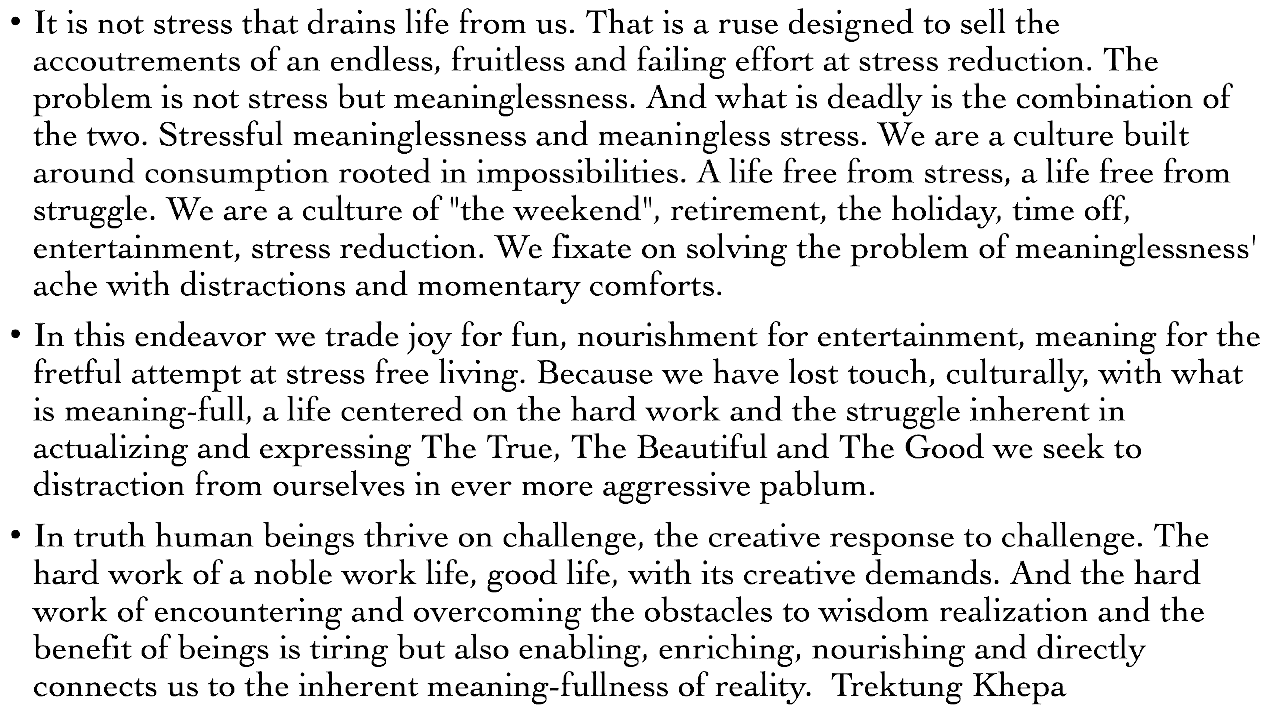 • It is not stress that drains life from us. That is a ruse designed to sell the
accoutrements of an endless, fruitless and failing effort at stress reduction. The
problem is not stress but meaninglessness. And what is deadly is the combination of
the two. Stressful meaninglessness and meaningless stress. We are a culture built
around consumption rooted in impossibilities. A life free from stress, a life free from
struggle. We are a culture of "the weekend", retirement, the holiday, time off,
entertainment, stress reduction. We fixate on solving the problem of meaninglessness'
ache with distractions and momentary comforts.
• In this endeavor we trade joy for fun, nourishment for entertainment, meaning for the
fretful attempt at stress free living. Because we have lost touch, culturally, with what
is meaning-full, a life centered on the hard work and the struggle inherent in
actualizing and expressing The True, The Beautiful and The Good we seek to
distraction from ourselves in ever more aggressive pablum.
• In truth human beings thrive on challenge, the creative response to challenge. The
hard work of a noble work life, good life, with its creative demands. And the hard
work of encountering and overcoming the obstacles to wisdom realization and the
benefit of beings is tiring but also enabling, enriching, nourishing and directly
connects us to the inherent meaning-fullness of reality.  Trektung Khepa